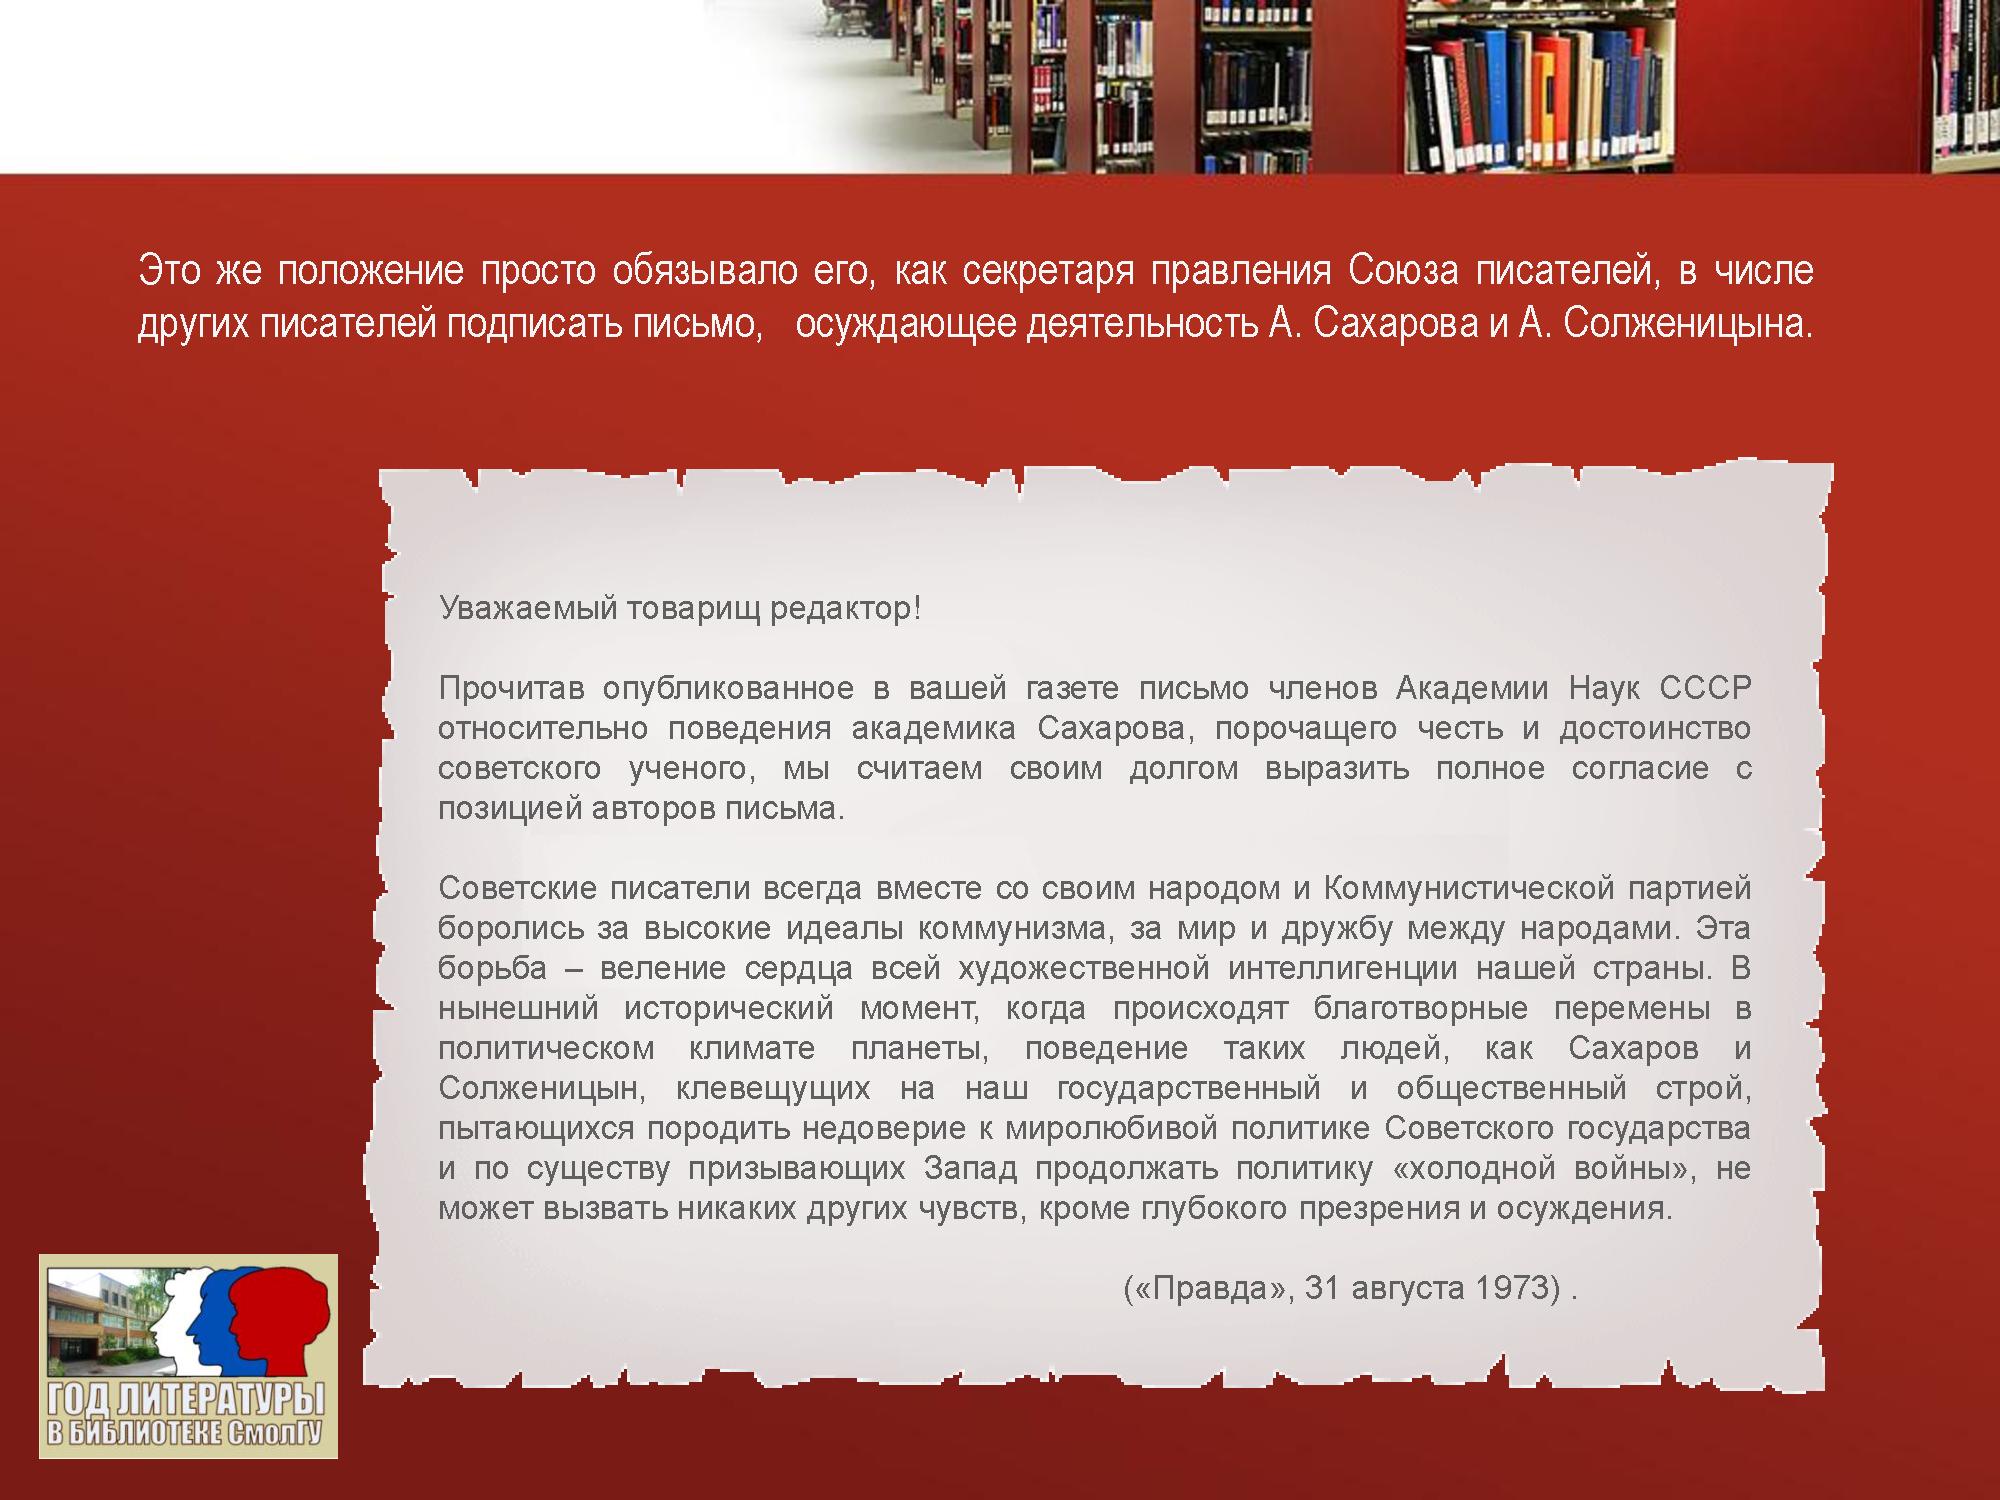 Это же положение просто обязывало его, как секретаря правления Союза писателей, в числе
других писателей подписать письмо, осуждающее деятельность А. Сахарова и А. Солженицына.
Уважаемый товарищ редактор!
Прочитав опубликованное в вашей газете письмо членов Академии Наук СССР
относительно поведения академика Сахарова, порочащего честь и достоинство
советского ученого, мы считаем своим долгом выразить полное согласие с
позицией авторов письма.
Советские писатели всегда вместе со своим народом и Коммунистической партией
боролись за высокие идеалы коммунизма, за мир и дружбу между народами. Эта
борьба – веление сердца всей художественной интеллигенции нашей страны. В
нынешний исторический момент, когда происходят благотворные перемены в
политическом климате планеты, поведение таких людей, как Сахаров и
Солженицын, клевещущих на наш государственный и общественный строй,
пытающихся породить недоверие к миролюбивой политике Советского государства
и по существу призывающих Запад продолжать политику «холодной войны», не
может вызвать никаких других чувств, кроме глубокого презрения и осуждения.
(«Правда», 31 августа 1973) .
ГОД ЛИТЕРАТУРЫ
В БИБЛИОТЕКЕ СмолГУ